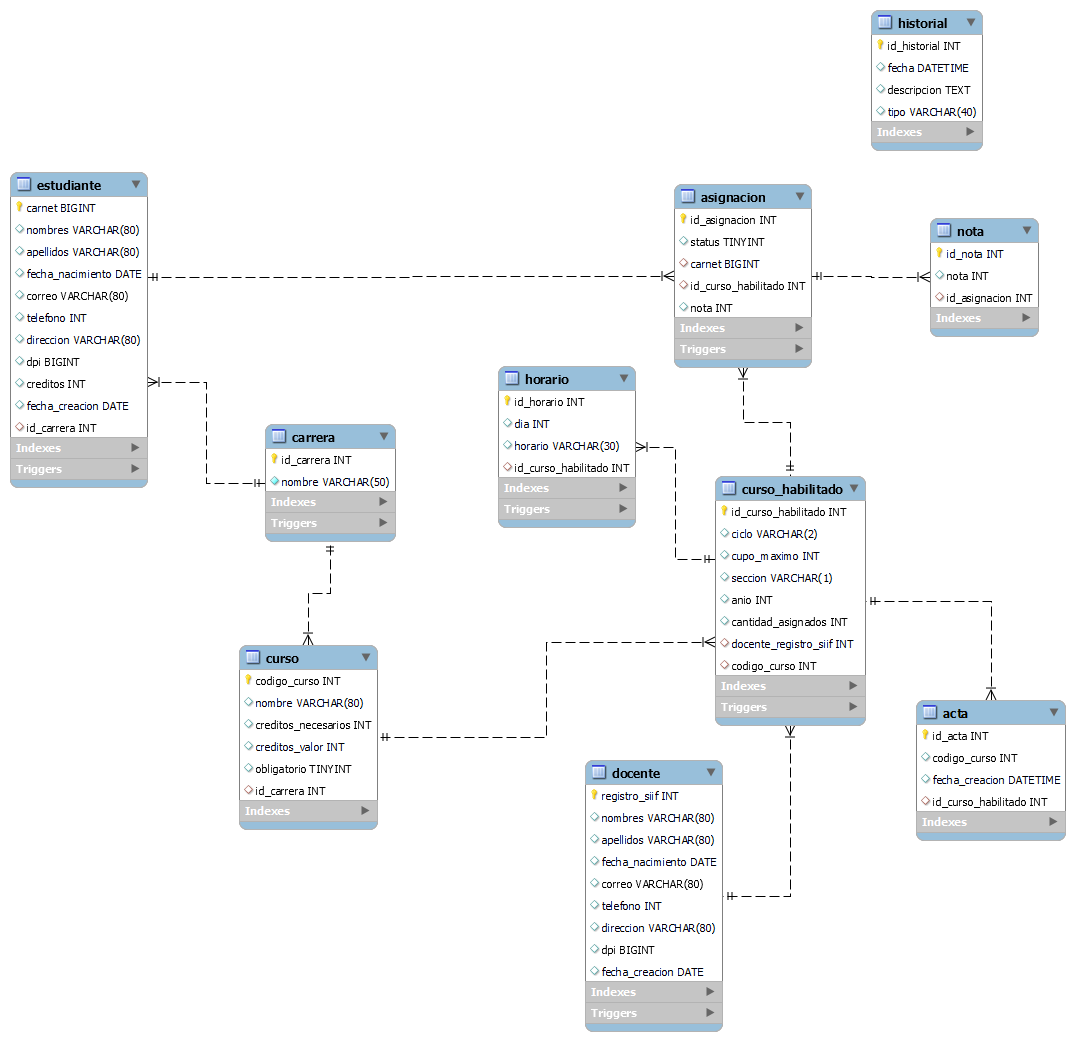 historial
id_historial INT
fecha DATETIME
descripcion TEXT
tipo VARCHAR(40)
Indexes
estudiante
carnet BIGINT
nombres VARCHAR(80)
apellidos VARCHAR(80)
fecha_nacimiento DATE
correo VARCHAR(80)
telefono INT
direccion VARCHAR(80)
dpi BIGINT
creditos INT
fecha_creacion DATE
id_carrera INT
Indexes
Triggers
asignacion
id_asignacion INT
status TINYINT
carnet BIGINT
id_curso_habilitado INT
nota INT
Indexes
Triggers
nota
id_nota INT
nota INT
id_asignacion INT
Indexes
horario
id_horario INT
dia INT
horario VARCHAR(30)
id_curso_habilitado INT
Indexes
Triggers
carrera
id_carrera INT
nombre VARCHAR(50)
Indexes
Triggers
curso_habilitado
id_curso_habilitado INT
ciclo VARCHAR(2)
cupo_maximo INT
seccion VARCHAR(1)
anio INT
cantidad_asignados INT
docente_registro_siif INT
codigo_curso INT
Indexes
Triggers
curso
codigo_curso INT
nombre VARCHAR(80)
creditos_necesarios INT
creditos_valor INT
obligatorio TINYINT
id_carrera INT
Indexes
acta
id_acta INT
codigo_curso INT
fecha_creacion DATETIME
id_curso_habilitado INT
Indexes
docente
registro_siif INT
nombres VARCHAR(80)
apellidos VARCHAR(80)
fecha_nacimiento DATE
correo VARCHAR(80)
telefono INT
direccion VARCHAR(80)
dpi BIGINT
fecha_creacion DATE
Indexes
Triggers